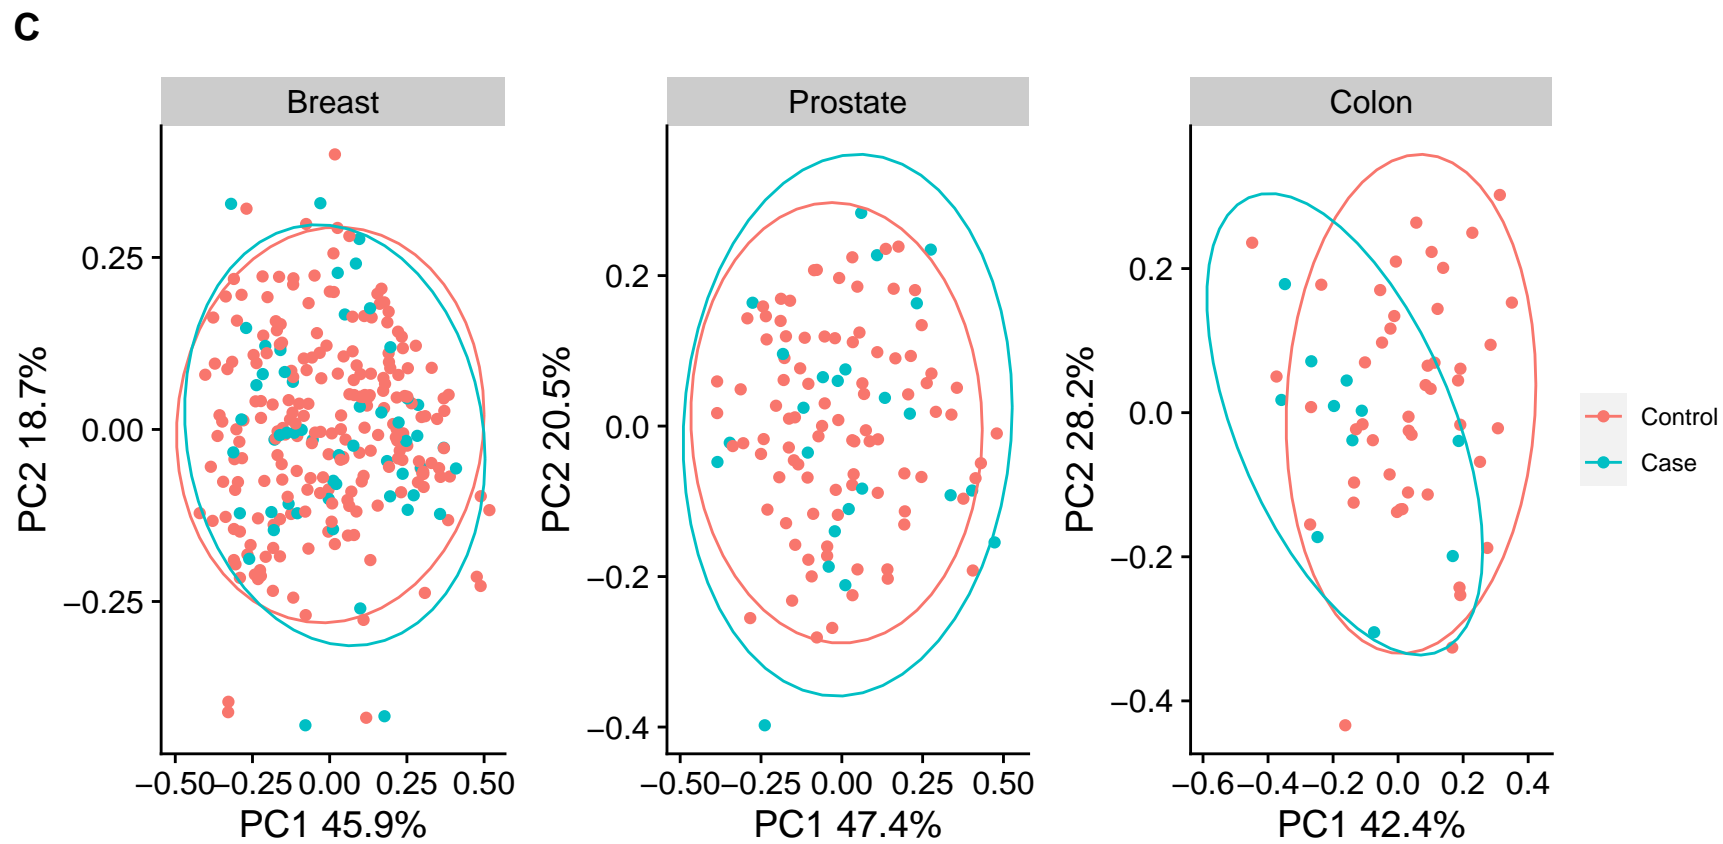 C
Breast
Prostate
Colon
0.25
0.00
−0.25
0.2
0.0
−0.2
−0.4
0.2
0.0
−0.2
−0.4
PC2 18.7%
PC2 20.5%
PC2 28.2%
−0.50 −0.25 0.00 0.25 0.50
−0.50 −0.25 0.00 0.25 0.50
−0.6 −0.4 −0.2 0.0 0.2 0.4
PC1 45.9%
PC1 47.4%
PC1 42.4%
Control
Case